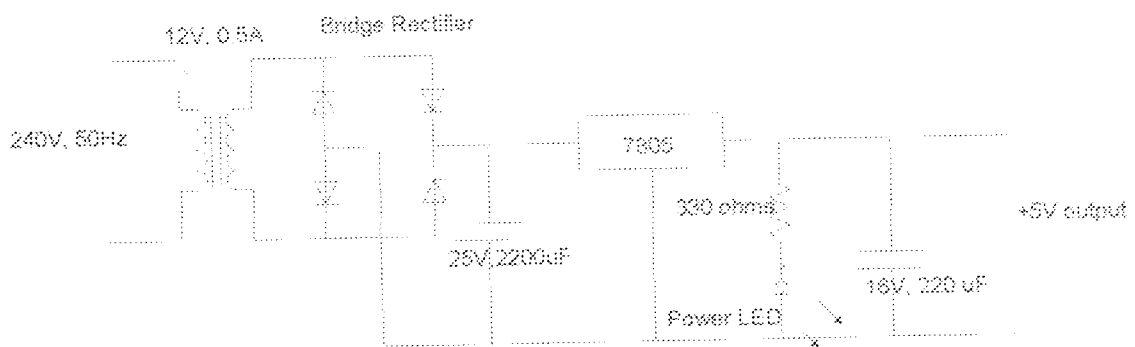 Bridge Rectifier
12V, 0.5A
240V, 50Hz
7805
330 ohms
+5V output
25V,2200uF
16V, 220 uF
Power LED